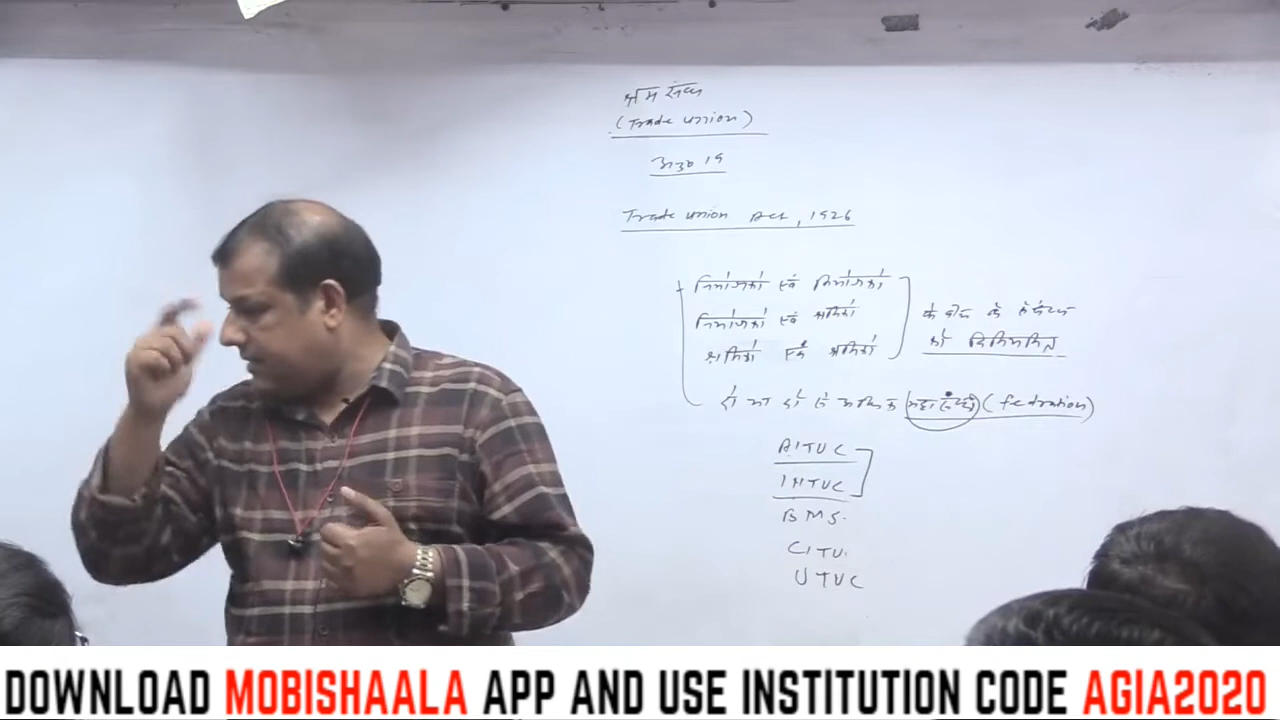 श्रम संघ
(Trade union)
अनु० 19
Trade union Act, 1926
नियोजकों एवं नियोजकों
नियोजकों एवं श्रमिकों
श्रमिकों एवं श्रमिकों
के बीच के संबंध
को विनियमित
दो या दो से अधिक महासंघों (fedration)
AITUC
INTUC
BMS.
CITU.
UTUC
DOWNLOAD MOBISHAALA APP AND USE INSTITUTION CODE AGIA2020